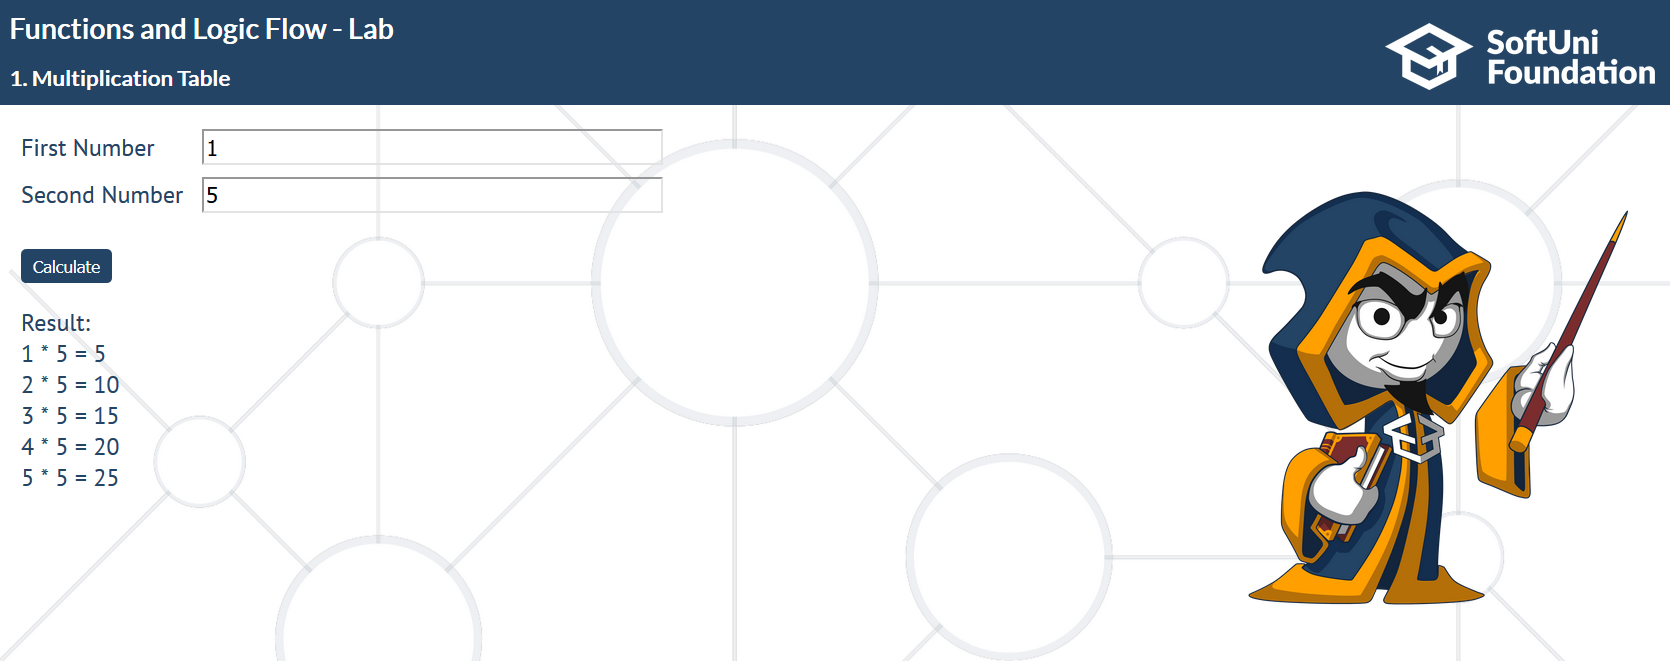 Functions and Logic Flow - Lab
1. Multiplication Table
SoftUni
Foundation
First Number 1
Second Number 5
Calculate
Result:
1 * 5 = 5
2 * 5 = 10
3 * 5 = 15
4 * 5 = 20
5 * 5 = 25